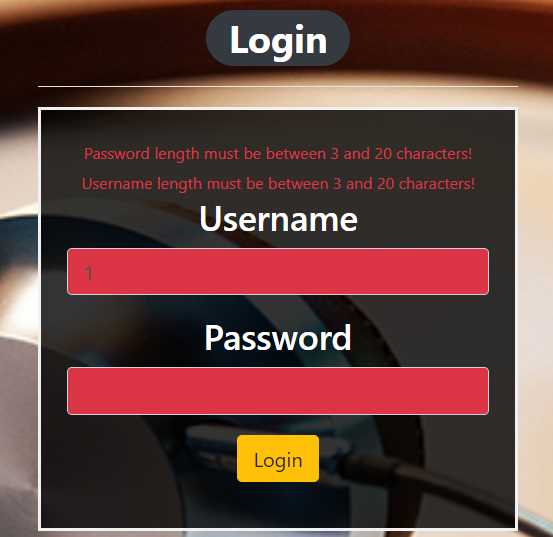 Login
Password length must be between 3 and 20 characters!
Username length must be between 3 and 20 characters!
Username
1
Password
Login